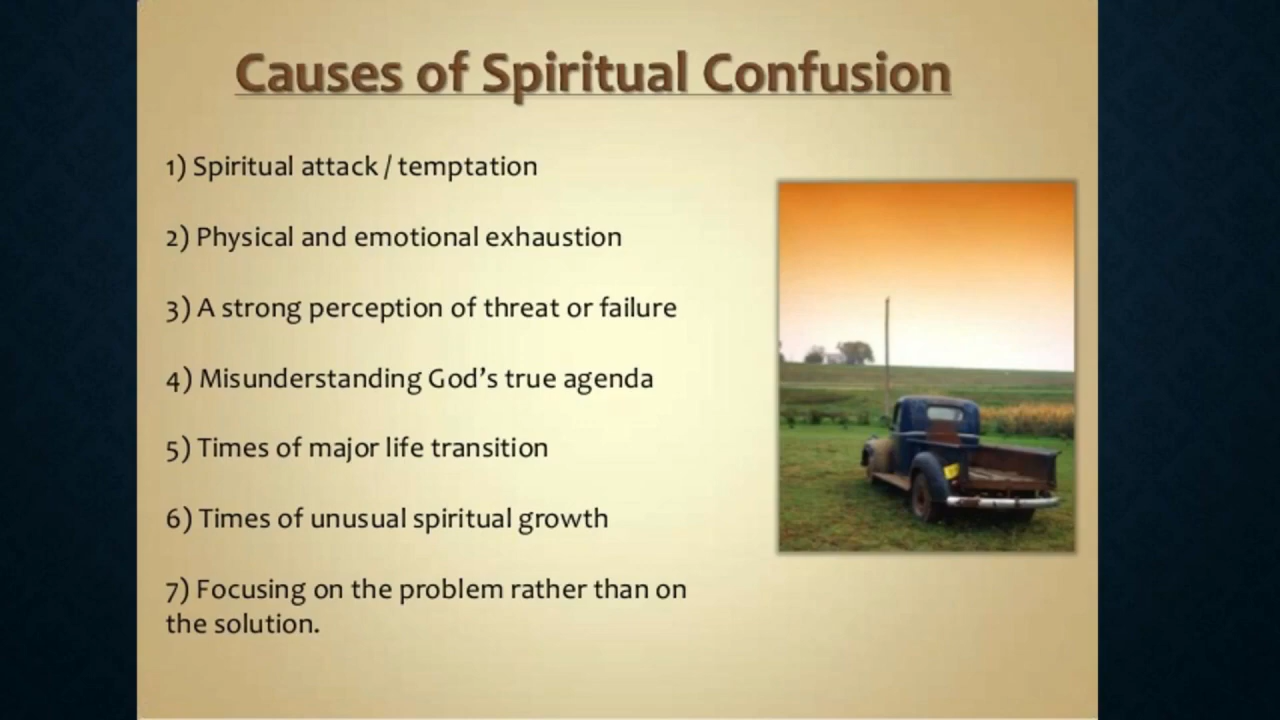 Causes of Spiritual Confusion
1) Spiritual attack / temptation
2) Physical and emotional exhaustion
3) A strong perception of threat or failure
4) Misunderstanding God’s true agenda
5) Times of major life transition
6) Times of unusual spiritual growth
7) Focusing on the problem rather than on
the solution.